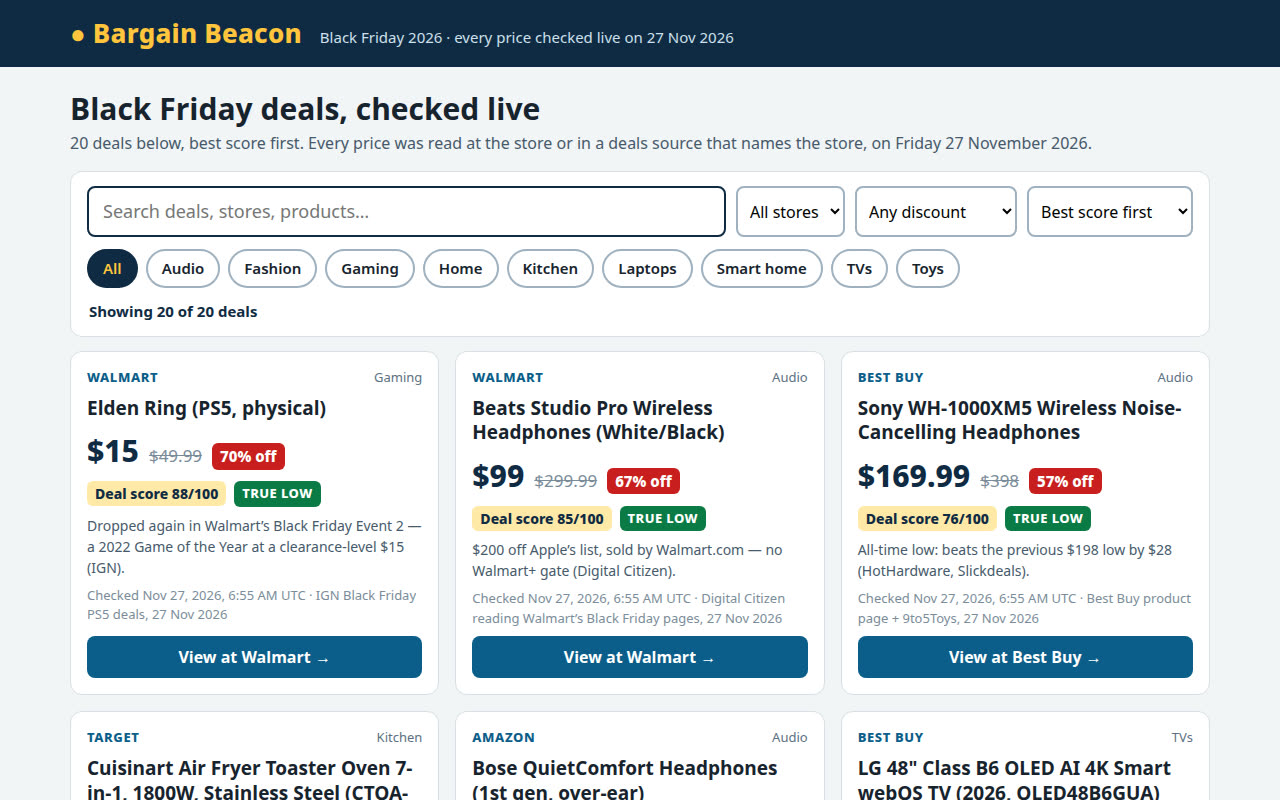 ● Bargain Beacon Black Friday 2026 · every price checked live on 27 Nov 2026
Black Friday deals, checked live
20 deals below, best score first. Every price was read at the store or in a deals source that names the store, on Friday 27 November 2026.
Search deals, stores, products...
All stores
Any discount
Best score first
All
Audio
Fashion
Gaming
Home
Kitchen
Laptops
Smart home
TVs
Toys
Showing 20 of 20 deals
WALMART
Gaming
Elden Ring (PS5, physical)
$15 $49.99 70% off
Deal score 88/100 TRUE LOW
Dropped again in Walmart's Black Friday Event 2 —
a 2022 Game of the Year at a clearance-level $15
(IGN).
Checked Nov 27, 2026, 6:55 AM UTC · IGN Black Friday
PS5 deals, 27 Nov 2026
View at Walmart →
WALMART
Audio
Beats Studio Pro Wireless
Headphones (White/Black)
$99 $299.99 67% off
Deal score 85/100 TRUE LOW
$200 off Apple's list, sold by Walmart.com — no
Walmart+ gate (Digital Citizen).
Checked Nov 27, 2026, 6:55 AM UTC · Digital Citizen
reading Walmart's Black Friday pages, 27 Nov 2026
View at Walmart →
BEST BUY
Audio
Sony WH-1000XM5 Wireless Noise-
Cancelling Headphones
$169.99 $398 57% off
Deal score 76/100 TRUE LOW
All-time low: beats the previous $198 low by $28
(HotHardware, Slickdeals).
Checked Nov 27, 2026, 6:55 AM UTC · Best Buy product
page + 9to5Toys, 27 Nov 2026
View at Best Buy →
TARGET
Kitchen
Cuisinart Air Fryer Toaster Oven 7-
in-1, 1800W, Stainless Steel (CTOA-
AMAZON
Audio
Bose QuietComfort Headphones
(1st gen, over-ear)
BEST BUY
TVs
LG 48" Class B6 OLED AI 4K Smart
webOS TV (2026, OLED48B6GUA)